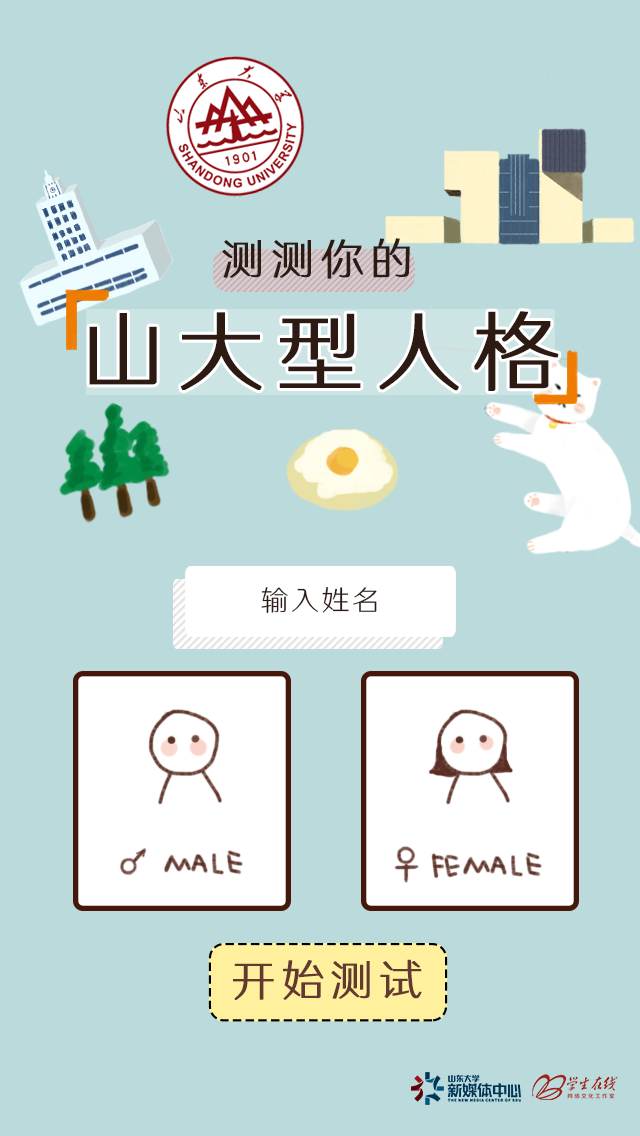 山东大学
SHANDONG UNIVERSITY
1901
测测你的
山大型人格
输入姓名
♂ MALE
♀ FEMALE
开始测试
山东大学
新媒体中心
THE NEW MEDIA CENTER OF SDU
学生在线
网络文化工作室